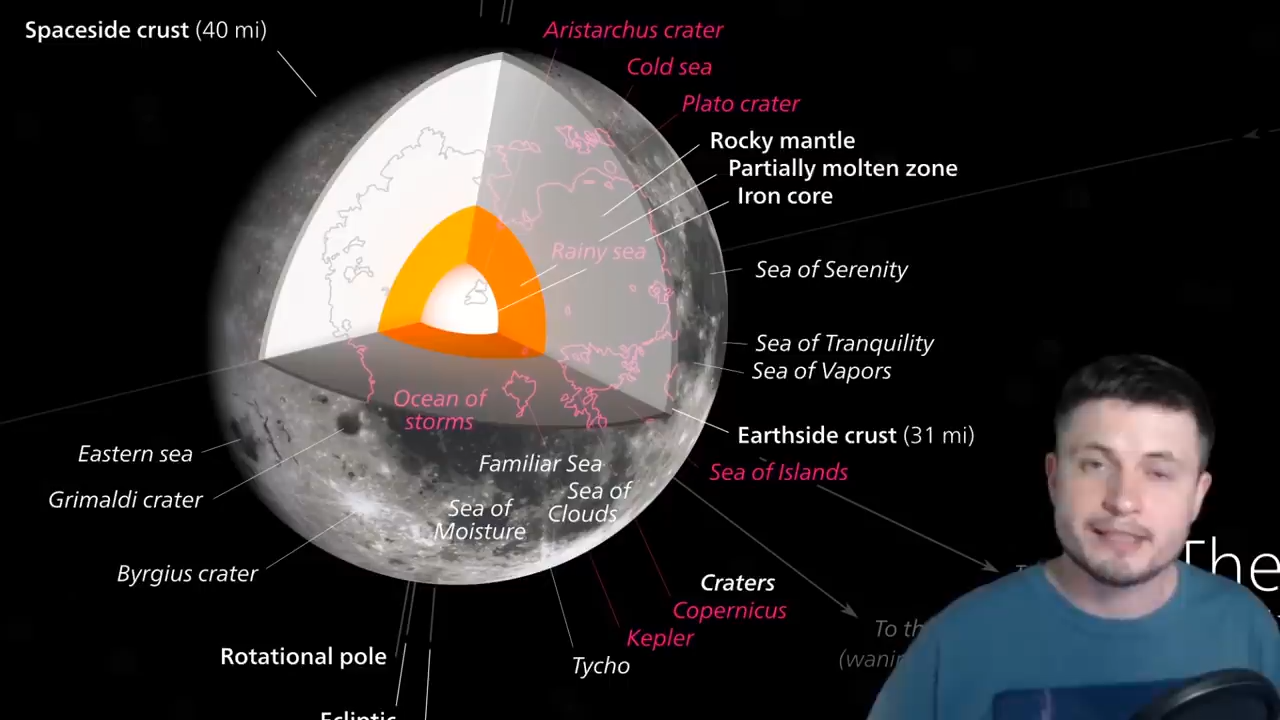 Spaceside crust (40 mi)
Aristarchus crater
Cold sea
Plato crater
Rocky mantle
Partially molten zone
Iron core
Rainy sea
Sea of Serenity
Sea of Tranquility
Sea of Vapors
Ocean of
storms
Earthside crust (31 mi)
Eastern sea
Familiar Sea
Sea of Islands
Grimaldi crater
Sea of
Clouds
Sea of
Moisture
Byrgius crater
Craters
Copernicus
Kepler
Tycho
The
To
Rotational pole
Ecliptic